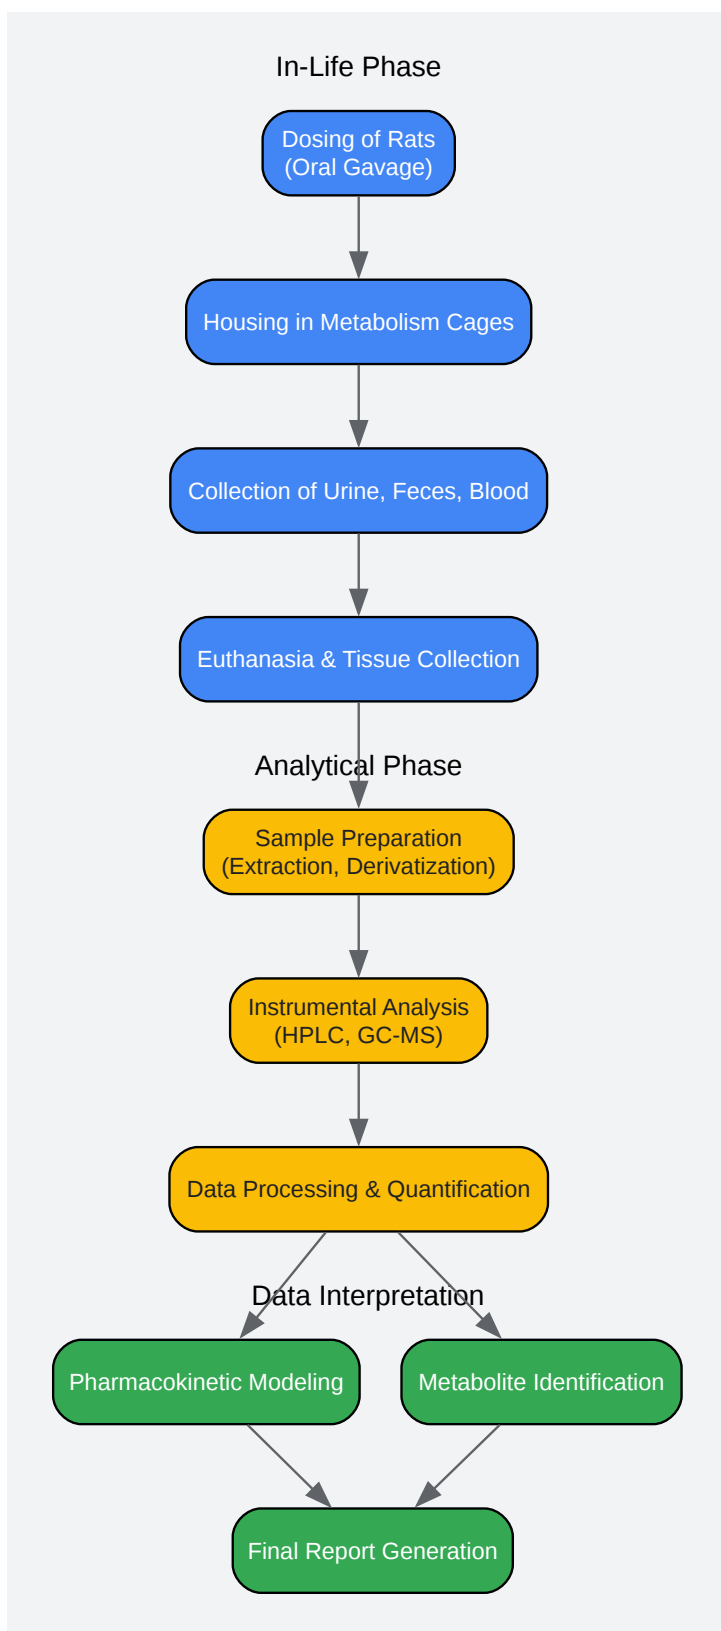 In-Life Phase
Dosing of Rats
(Oral Gavage)
Housing in Metabolism Cages
Collection of Urine, Feces, Blood
Euthanasia & Tissue Collection
Analytical Phase
Sample Preparation
(Extraction, Derivatization)
Instrumental Analysis
(HPLC, GC-MS)
Data Processing & Quantification
Data Interpretation
Pharmacokinetic Modeling
Metabolite Identification
Final Report Generation